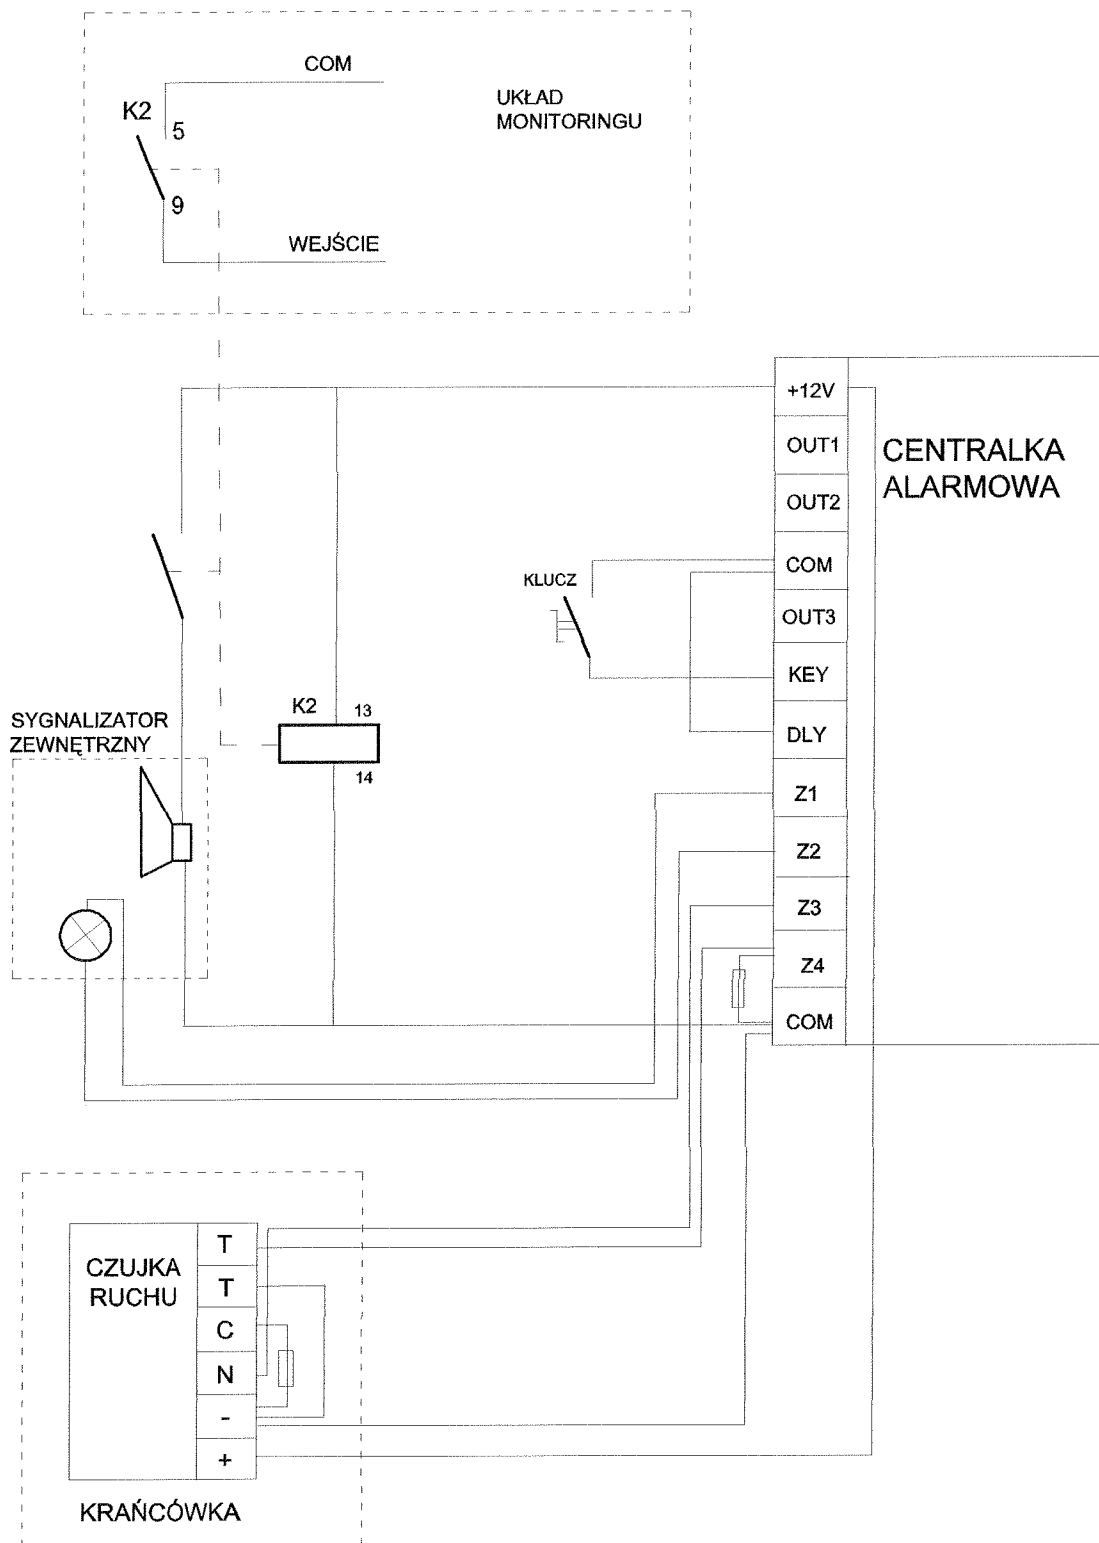 COM
K2
5
UKŁAD
MONITORINGU
9
WEJŚCIE
+12V
OUT1
CENTRALKA
ALARMOWA
OUT2
COM
KLUCZ
OUT3
KEY
K2
13
SYGNALIZATOR
ZEWNĘTRZNY
DLY
14
Z1
Z2
Z3
Z4
COM
T
CZUJKA
RUCHU
T
C
N
-
+
KRAŃCÓWKA